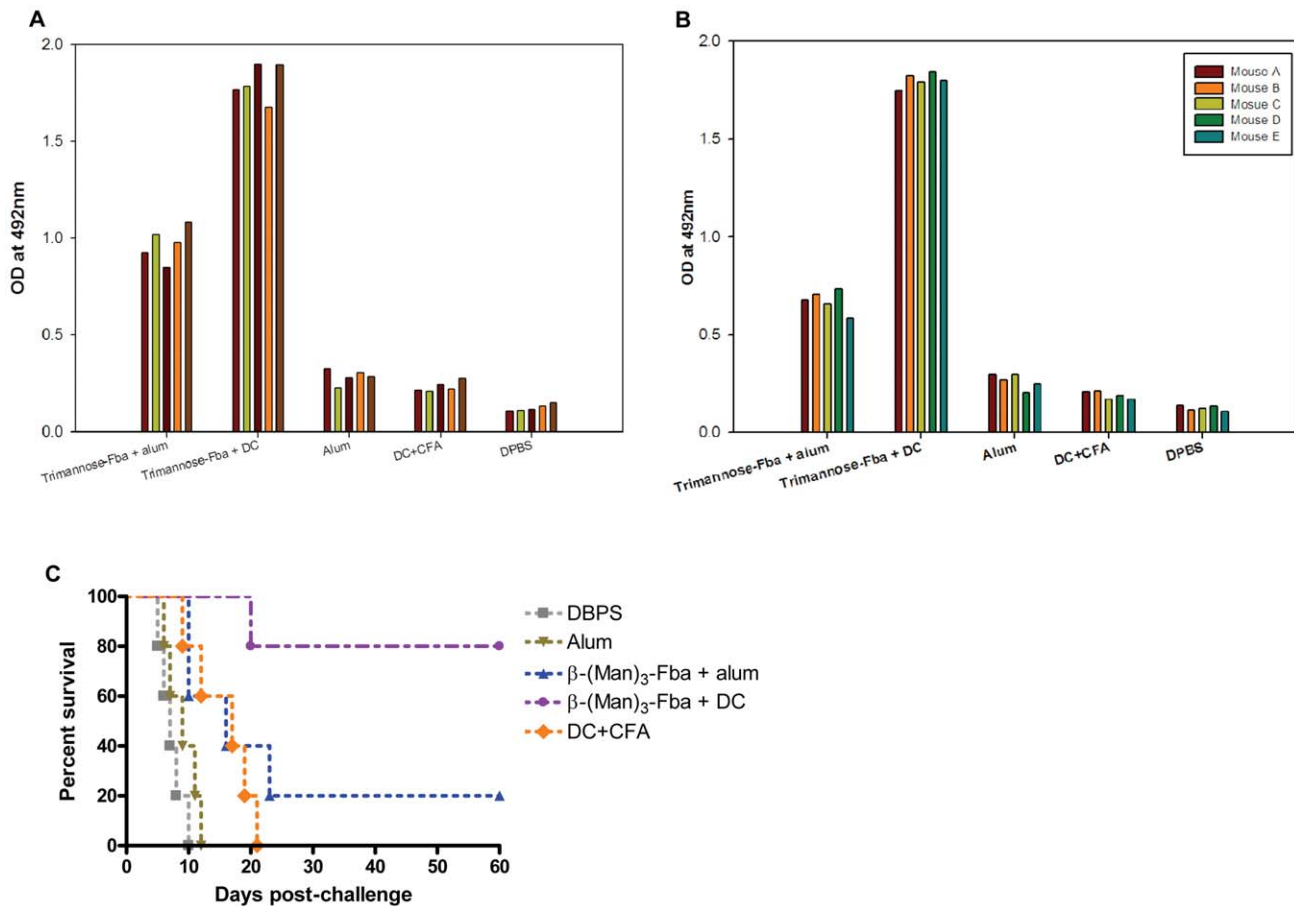 A
2.0
1.5
1.0
0.5
0.0
OD at 492nm
Trimannose-Fba + alum
Trimannose-Fba + DC
Alum
DC+CFA
DPBS
B
2.0
1.5
1.0
0.5
0.0
OD at 492nm
Mouso A
Mouse B
Mosue C
Mouse D
Mouse E
Trimannose-Fba + alum
Trimannose-Fba + DC
Alum
DC+CFA
DPBS
C
100
80
60
40
20
0
Percent survival
0 10 20 30 40 50 60
Days post-challenge
DBPS
Alum
β-(Man)₃-Fba + alum
β-(Man)₃-Fba + DC
DC+CFA